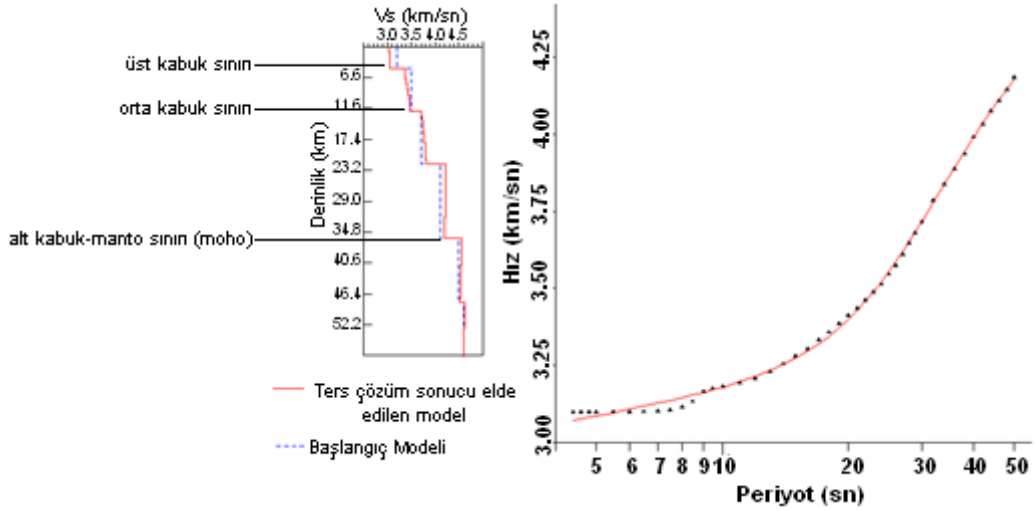 Vs (km/sn)
3.0 3.5 4.0 4.5
üst kabuk sınırı
orta kabuk sınırı
alt kabuk-manto sınırı (moho)
Derinlik (km)
6.6
11.6
17.4
23.2
29.0
34.8
40.6
46.4
52.2
Ters çözüm sonucu elde
edilen model
Başlangıç Modeli
Hız (km/sn)
4.25
4.00
3.75
3.50
3.25
3.00
5 6 7 8 9 10 20 30 40 50
Periyot (sn)